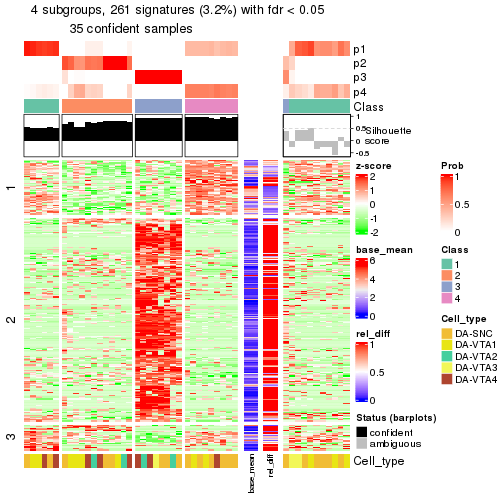 4 subgroups, 261 signatures (3.2%) with fdr < 0.05
35 confident samples
p1
p2
p3
p4
Class
1
0.5
0
-0.5
Silhouette
score
1
2
3
Cell_type
base_mean
rel_diff
z-score
2
1
0
-1
-2
base_mean
6
4
2
0
rel_diff
1
0.5
0
Status (barplots)
confident
ambiguous
Prob
1
0.5
0
Class
1
2
3
4
Cell_type
DA-SNC
DA-VTA1
DA-VTA2
DA-VTA3
DA-VTA4